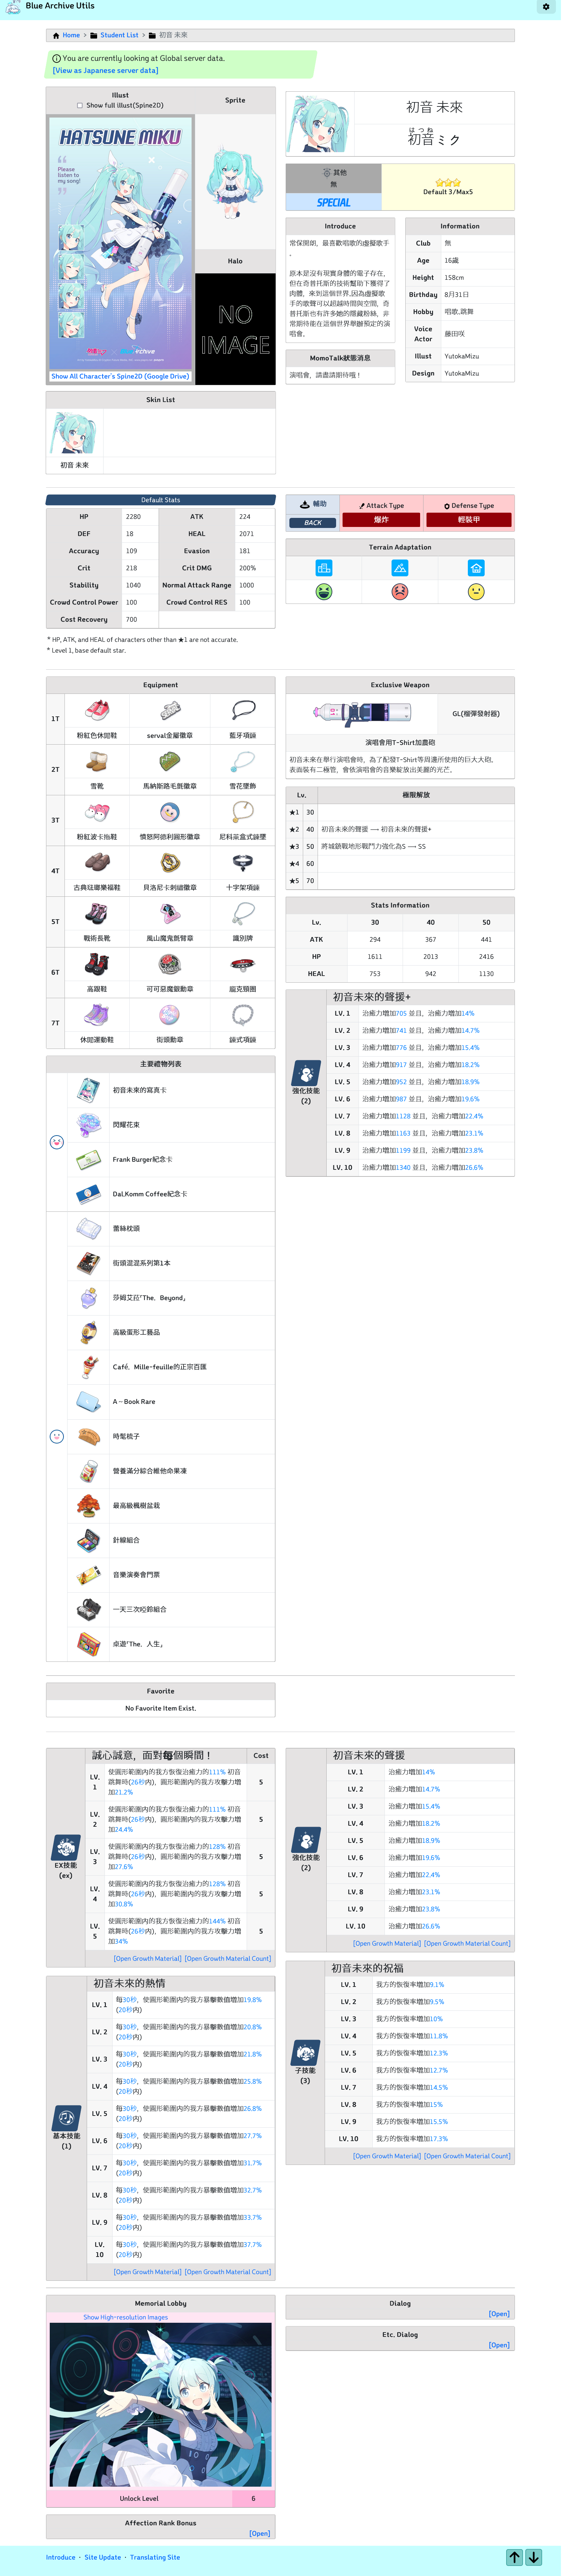 Blue Archive Utils
Home > Student List > 初音 未來
You are currently looking at Global server data.
[View as Japanese server data]
Illust
Show full illust(Spine2D)
Sprite
HATSUNE MIKU
Please
listen to
my song!
Halo
NO
IMAGE
Show All Character's Spine2D (Google Drive)
Skin List
初音 未來
初音 未來
はつね
初音ミク
其他
無
SPECIAL
Default 3/Max5
Introduce
常保開朗，最喜歡唱歌的虛擬歌手
。
原本是沒有現實身體的電子存在，
但在奇普托斯的技術幫助下獲得了
肉體，來到這個世界.因為虛擬歌
手的歌聲可以超越時間與空間，奇
普托斯也有許多她的隱藏粉絲，非
常期待能在這個世界舉辦預定的演
唱會。
MomoTalk狀態消息
演唱會，請盡請期待哦！
Information
Club 無
Age 16歲
Height 158cm
Birthday 8月31日
Hobby 唱歌,跳舞
Voice Actor 藤田咲
Illust YutokaMizu
Design YutokaMizu
Default Stats
HP 2280 ATK 224
DEF 18 HEAL 2071
Accuracy 109 Evasion 181
Crit 218 Crit DMG 200%
Stability 1040 Normal Attack Range 1000
Crowd Control Power 100 Crowd Control RES 100
Cost Recovery 700
* HP, ATK, and HEAL of characters other than ★1 are not accurate.
* Level 1, base default star.
輔助
BACK
Attack Type
爆炸
Defense Type
輕裝甲
Terrain Adaptation
Equipment
1T 粉紅色休閒鞋 serval金屬徽章 藍牙項鍊
2T 雪靴 馬納斯路毛氈徽章 雪花墜飾
3T 粉紅波卡拖鞋 憤怒阿德利圓形徽章 尼科萊盒式鍊墜
4T 古典琺瑯樂福鞋 貝洛尼卡刺繡徽章 十字架項鍊
5T 戰術長靴 風山魔鬼氈臂章 識別牌
6T 高跟鞋 可可惡魔銀勳章 龐克頸圈
7T 休閒運動鞋 街頭勳章 鍊式項鍊
Exclusive Weapon
GL(榴彈發射器)
演唱會用T-Shirt加農砲
初音未來在舉行演唱會時，為了配發T-Shirt等周邊所使用的巨大大砲。
表面裝有二極管，會依演唱會的音樂綻放出美麗的光芒。
Lv. 極限解放
★1 30
★2 40 初音未來的聲援 ⟶ 初音未來的聲援+
★3 50 將城鎮戰地形戰鬥力強化為S ⟶ SS
★4 60
★5 70
Stats Information
Lv. 30 40 50
ATK 294 367 441
HP 1611 2013 2416
HEAL 753 942 1130
初音未來的聲援+
強化技能
(2)
LV. 1 治癒力增加705 並且，治癒力增加14%
LV. 2 治癒力增加741 並且，治癒力增加14.7%
LV. 3 治癒力增加776 並且，治癒力增加15.4%
LV. 4 治癒力增加917 並且，治癒力增加18.2%
LV. 5 治癒力增加952 並且，治癒力增加18.9%
LV. 6 治癒力增加987 並且，治癒力增加19.6%
LV. 7 治癒力增加1128 並且，治癒力增加22.4%
LV. 8 治癒力增加1163 並且，治癒力增加23.1%
LV. 9 治癒力增加1199 並且，治癒力增加23.8%
LV. 10 治癒力增加1340 並且，治癒力增加26.6%
主要禮物列表
初音未來的寫真卡
閃耀花束
Frank Burger紀念卡
Dal.Komm Coffee紀念卡
蕾絲枕頭
街頭混混系列第1本
莎姆艾菈「The．Beyond」
高級蛋形工藝品
Café．Mille-feuille的正宗百匯
A－Book Rare
時髦梳子
營養滿分綜合維他命果凍
最高級楓樹盆栽
針線組合
音樂演奏會門票
一天三次啞鈴組合
桌遊「The．人生」
Favorite
No Favorite Item Exist.
誠心誠意，面對每個瞬間！ Cost
EX技能
(ex)
LV. 1 使圓形範圍內的我方恢復治癒力的111% 初音
跳舞時(26秒內)，圓形範圍內的我方攻擊力增
加21.2% 5
LV. 2 使圓形範圍內的我方恢復治癒力的111% 初音
跳舞時(26秒內)，圓形範圍內的我方攻擊力增
加24.4% 5
LV. 3 使圓形範圍內的我方恢復治癒力的128% 初音
跳舞時(26秒內)，圓形範圍內的我方攻擊力增
加27.6% 5
LV. 4 使圓形範圍內的我方恢復治癒力的128% 初音
跳舞時(26秒內)，圓形範圍內的我方攻擊力增
加30.8% 5
LV. 5 使圓形範圍內的我方恢復治癒力的144% 初音
跳舞時(26秒內)，圓形範圍內的我方攻擊力增
加34% 5
[Open Growth Material] [Open Growth Material Count]
初音未來的熱情
基本技能
(1)
LV. 1 每30秒，使圓形範圍內的我方暴擊數值增加19.8%
(20秒內)
LV. 2 每30秒，使圓形範圍內的我方暴擊數值增加20.8%
(20秒內)
LV. 3 每30秒，使圓形範圍內的我方暴擊數值增加21.8%
(20秒內)
LV. 4 每30秒，使圓形範圍內的我方暴擊數值增加25.8%
(20秒內)
LV. 5 每30秒，使圓形範圍內的我方暴擊數值增加26.8%
(20秒內)
LV. 6 每30秒，使圓形範圍內的我方暴擊數值增加27.7%
(20秒內)
LV. 7 每30秒，使圓形範圍內的我方暴擊數值增加31.7%
(20秒內)
LV. 8 每30秒，使圓形範圍內的我方暴擊數值增加32.7%
(20秒內)
LV. 9 每30秒，使圓形範圍內的我方暴擊數值增加33.7%
(20秒內)
LV. 10 每30秒，使圓形範圍內的我方暴擊數值增加37.7%
(20秒內)
[Open Growth Material] [Open Growth Material Count]
初音未來的聲援
強化技能
(2)
LV. 1 治癒力增加14%
LV. 2 治癒力增加14.7%
LV. 3 治癒力增加15.4%
LV. 4 治癒力增加18.2%
LV. 5 治癒力增加18.9%
LV. 6 治癒力增加19.6%
LV. 7 治癒力增加22.4%
LV. 8 治癒力增加23.1%
LV. 9 治癒力增加23.8%
LV. 10 治癒力增加26.6%
[Open Growth Material] [Open Growth Material Count]
初音未來的祝福
子技能
(3)
LV. 1 我方的恢復率增加9.1%
LV. 2 我方的恢復率增加9.5%
LV. 3 我方的恢復率增加10%
LV. 4 我方的恢復率增加11.8%
LV. 5 我方的恢復率增加12.3%
LV. 6 我方的恢復率增加12.7%
LV. 7 我方的恢復率增加14.5%
LV. 8 我方的恢復率增加15%
LV. 9 我方的恢復率增加15.5%
LV. 10 我方的恢復率增加17.3%
[Open Growth Material] [Open Growth Material Count]
Memorial Lobby
Show High-resolution Images
Unlock Level 6
Affection Rank Bonus
[Open]
Dialog
[Open]
Etc. Dialog
[Open]
Introduce · Site Update · Translating Site